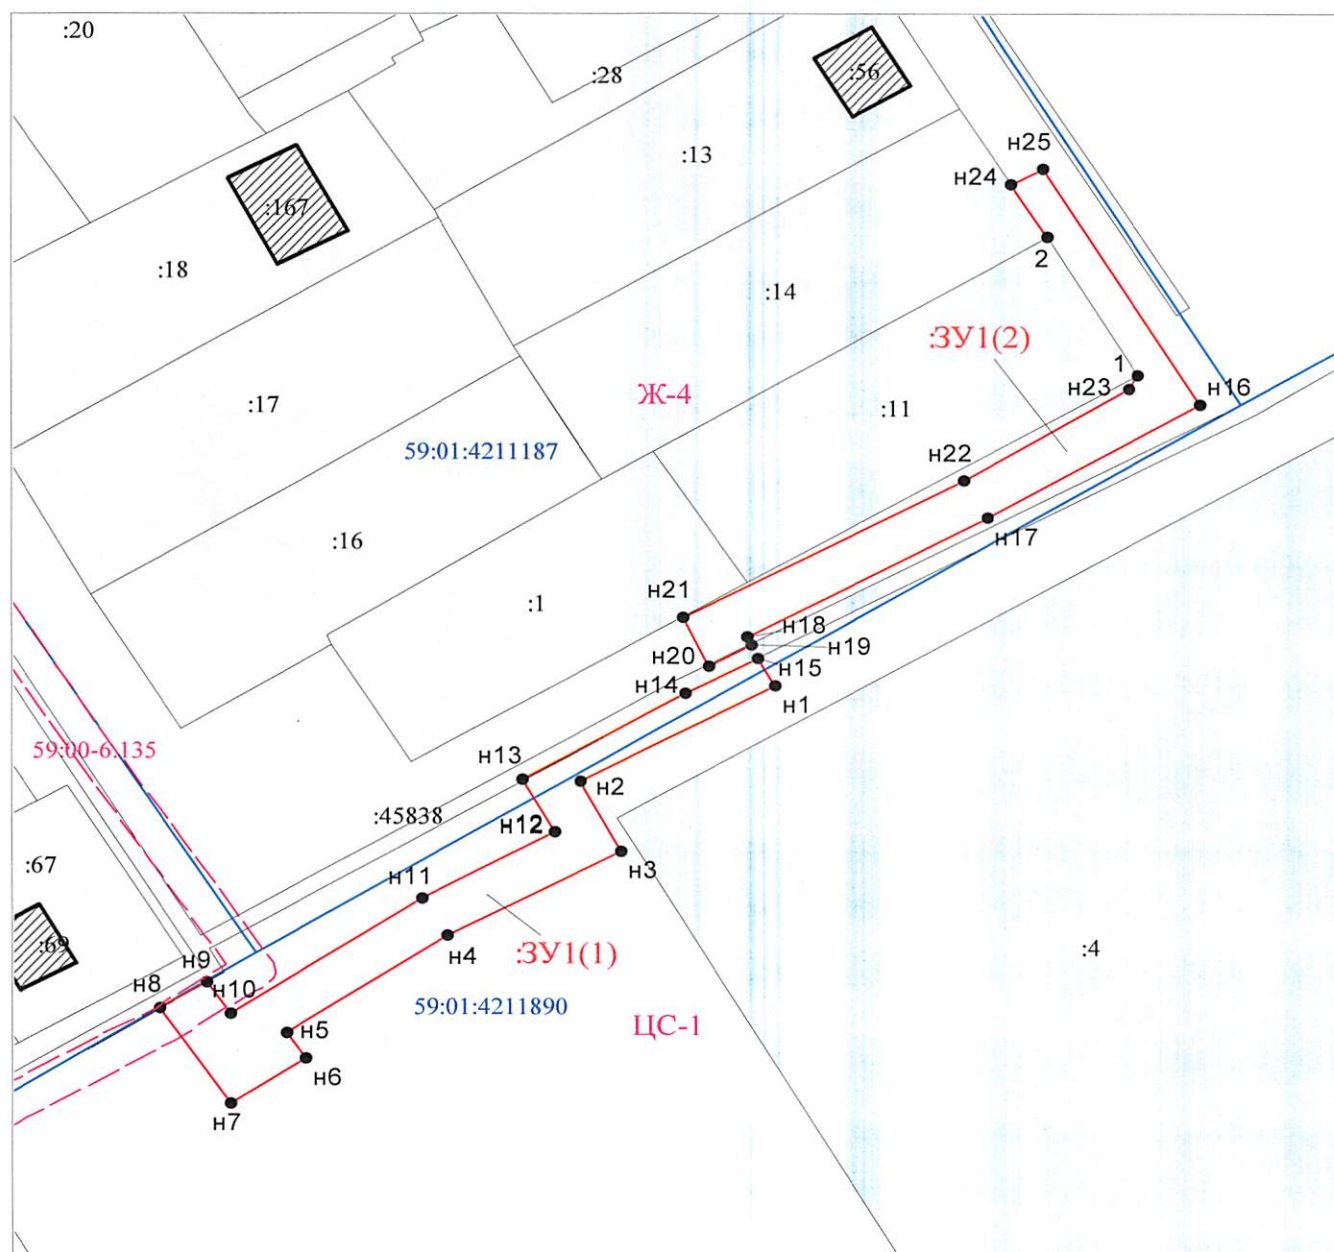 :20
:28
:56
:13
н25
н24
:167
2
:18
:14
:ЗУ1(2)
1
н23
н16
Ж-4
:17
:11
59:01:4211187
н22
н17
:16
:1
н21
н18
н19
н20
н15
н14
н1
59:00-6.135
н13
н2
:45838
н12
н3
:67
н11
н4
:69
:ЗУ1(1)
:4
н9
н8
н10
59:01:4211890
ЦС-1
н5
н6
н7